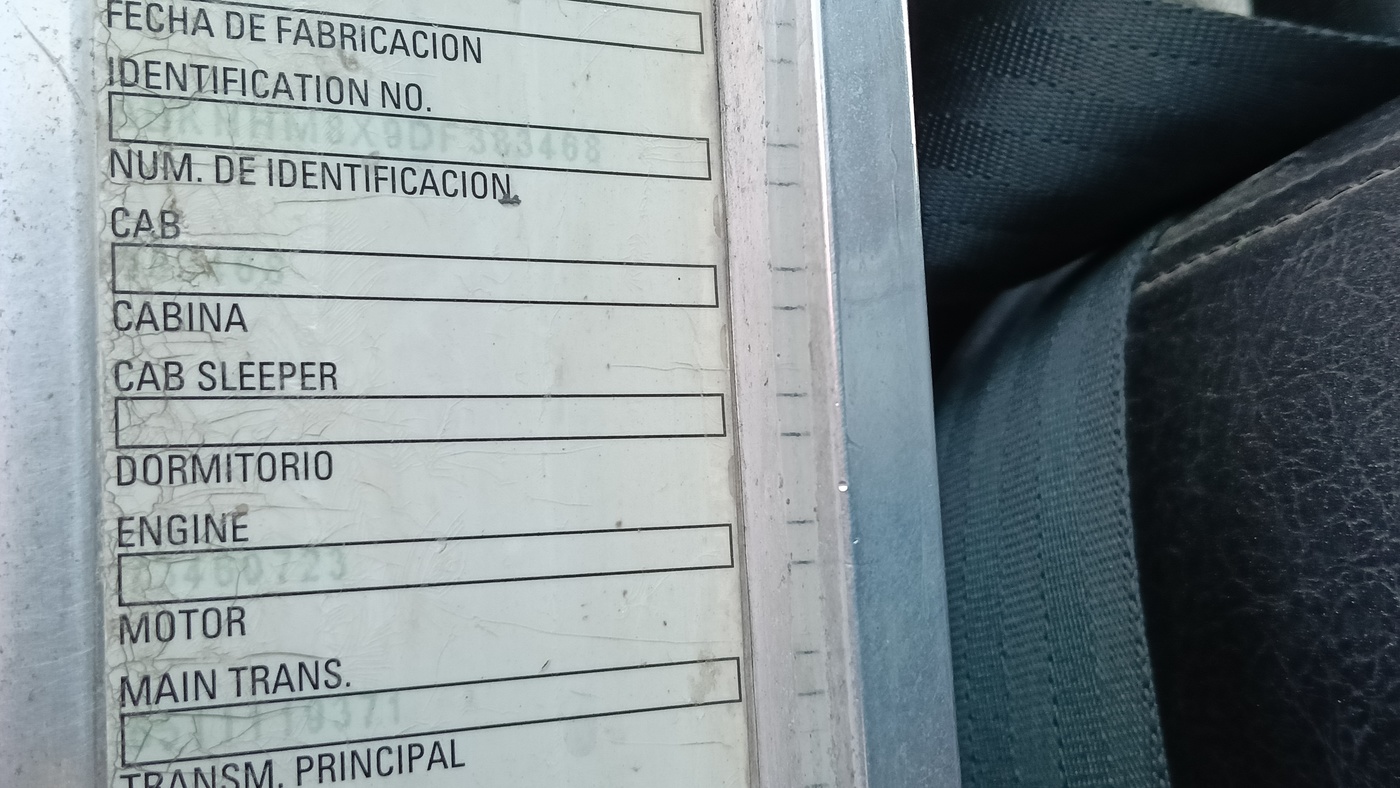 FECHA DE FABRICACION
IDENTIFICATION NO.
NUM. DE IDENTIFICACION
CAB
CABINA
CAB SLEEPER
DORMITORIO
ENGINE
MOTOR
MAIN TRANS.
TRANSM. PRINCIPAL